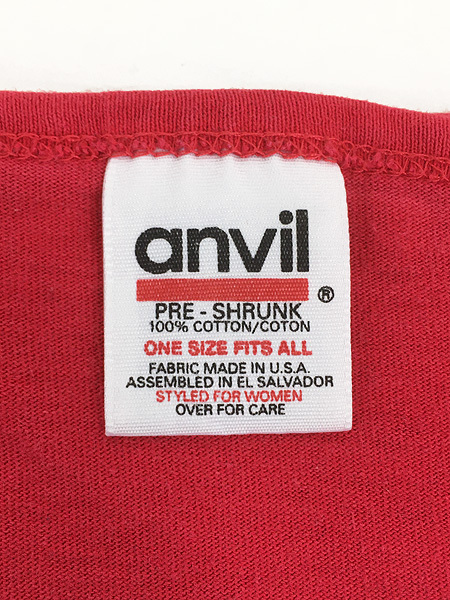 anvil
®
PRE - SHRUNK
100% COTTON/COTON
ONE SIZE FITS ALL
FABRIC MADE IN U.S.A.
ASSEMBLED IN EL SALVADOR
STYLED FOR WOMEN
OVER FOR CARE